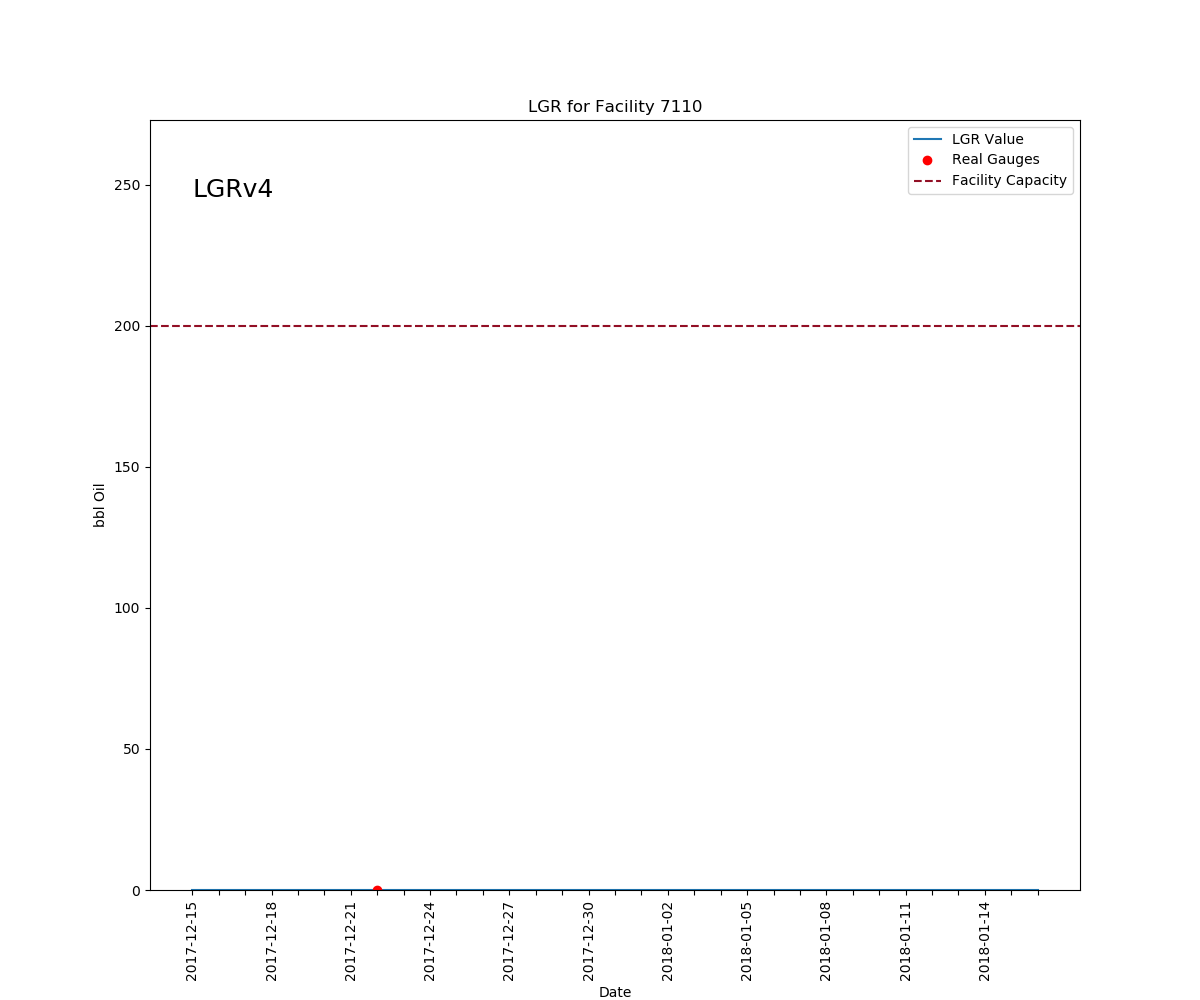 LGR for Facility 7110
LGR Value
Real Gauges
Facility Capacity
LGRv4
250
200
150
100
50
0
bbl Oil
2017-12-15
2017-12-18
2017-12-21
2017-12-24
2017-12-27
2017-12-30
2018-01-02
2018-01-05
2018-01-08
2018-01-11
2018-01-14
Date